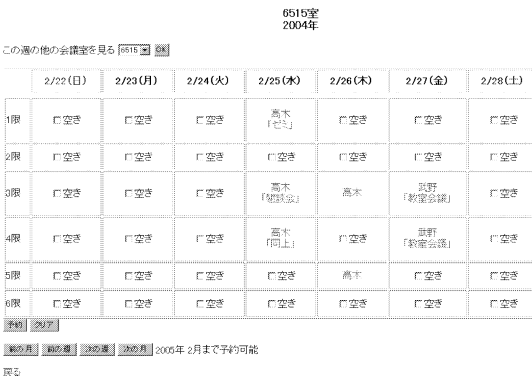 6515室
2004年
この週の他の会議室を見る 6515 OK
2/22(日) 2/23(月) 2/24(火) 2/25(水) 2/26(木) 2/27(金) 2/28(土)
1限 空き 空き 空き 高木「ゼミ」 空き 空き 空き
2限 空き 空き 空き 空き 空き 空き 空き
3限 空き 空き 空き 高木「懇談会」 高木 武野「教室会議」 空き
4限 空き 空き 空き 高木「同上」 空き 武野「教室会議」 空き
5限 空き 空き 空き 空き 高木 空き 空き
6限 空き 空き 空き 空き 空き 空き 空き
予約 クリア
前の月 前の週 次の週 次の月 2005年 2月まで予約可能
戻る